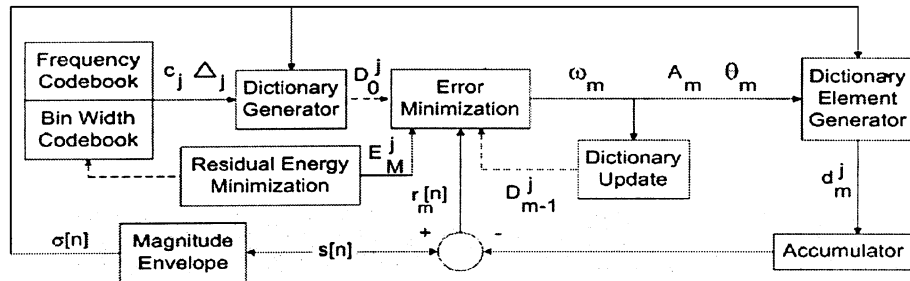 Frequency
Codebook
Bin Width
Codebook
c_j Δ_j
Dictionary
Generator
D_0^j
Error
Minimization
ω_m
A_m θ_m
Dictionary
Element
Generator
Residual Energy
Minimization
E_M^j
Dictionary
Update
D_{m-1}^j
r_m[n]
d_m^j
σ[n]
Magnitude
Envelope
s[n]
+
-
Accumulator